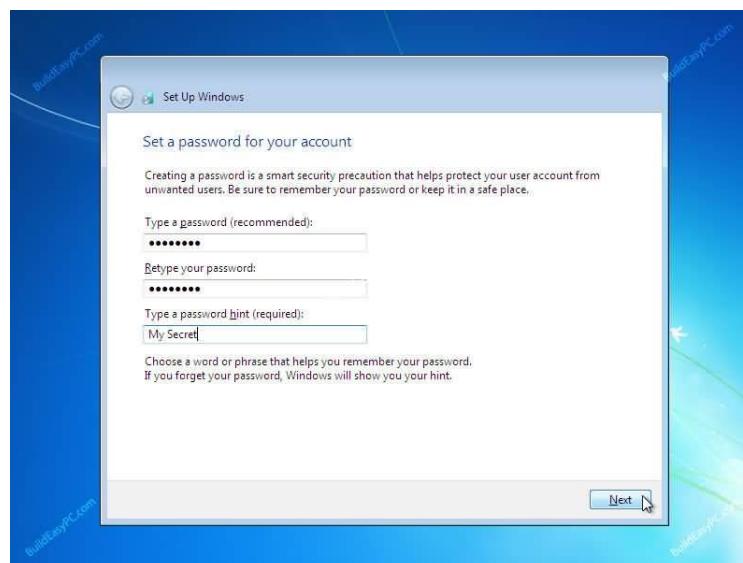 BuildEasyPC.com
BuildEasyPC.com
Set Up Windows
Set a password for your account
Creating a password is a smart security precaution that helps protect your user account from
unwanted users. Be sure to remember your password or keep it in a safe place.
Type a password (recommended):
••••••••
Retype your password:
••••••••
Type a password hint (required):
My Secret
Choose a word or phrase that helps you remember your password.
If you forget your password, Windows will show you your hint.
Next
BuildEasyPC.com
BuildEasyPC.com